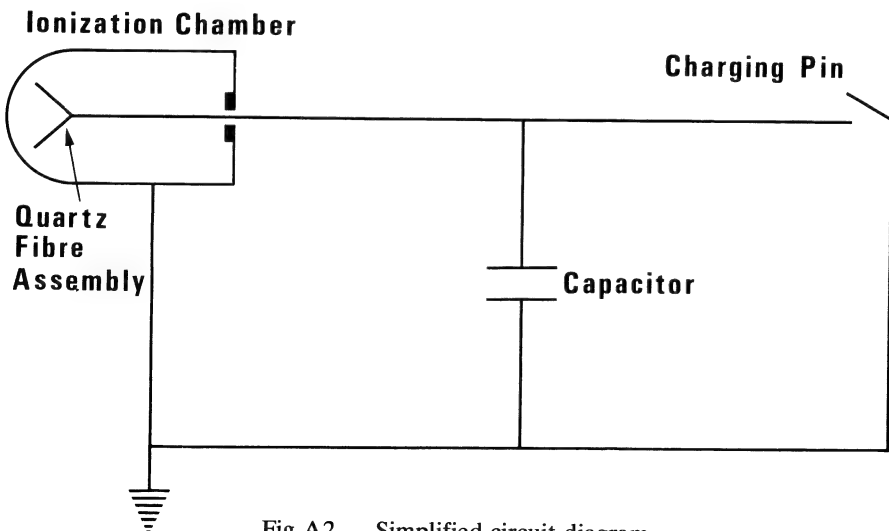 Ionization Chamber
Charging Pin
Quartz
Fibre
Assembly
Capacitor
Fig A2 Simplified circuit diagram